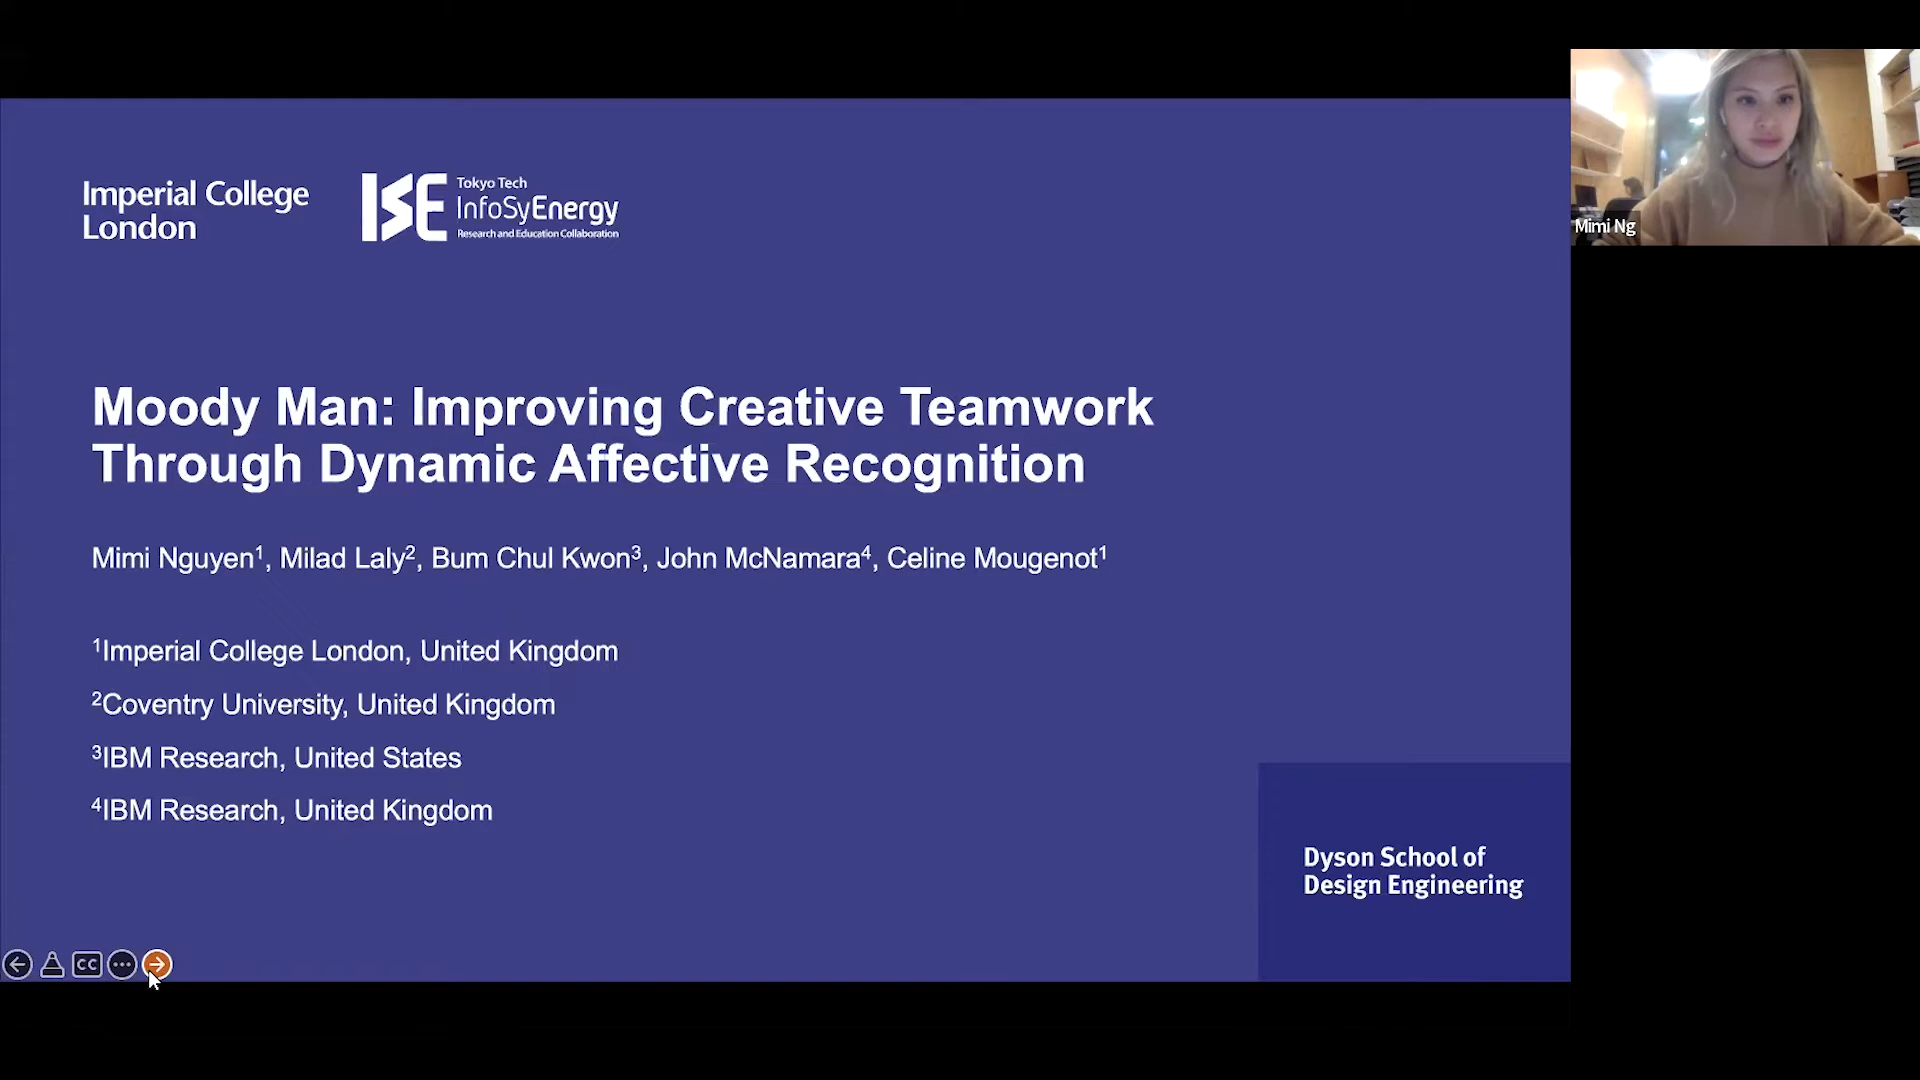 Imperial College
London
ISE
Tokyo Tech
InfoSyEnergy
Research and Education Collaboration
Mimi Ng
Moody Man: Improving Creative Teamwork
Through Dynamic Affective Recognition
Mimi Nguyen¹, Milad Laly², Bum Chul Kwon³, John McNamara⁴, Celine Mougenot¹
¹Imperial College London, United Kingdom
²Coventry University, United Kingdom
³IBM Research, United States
⁴IBM Research, United Kingdom
Dyson School of
Design Engineering
CC